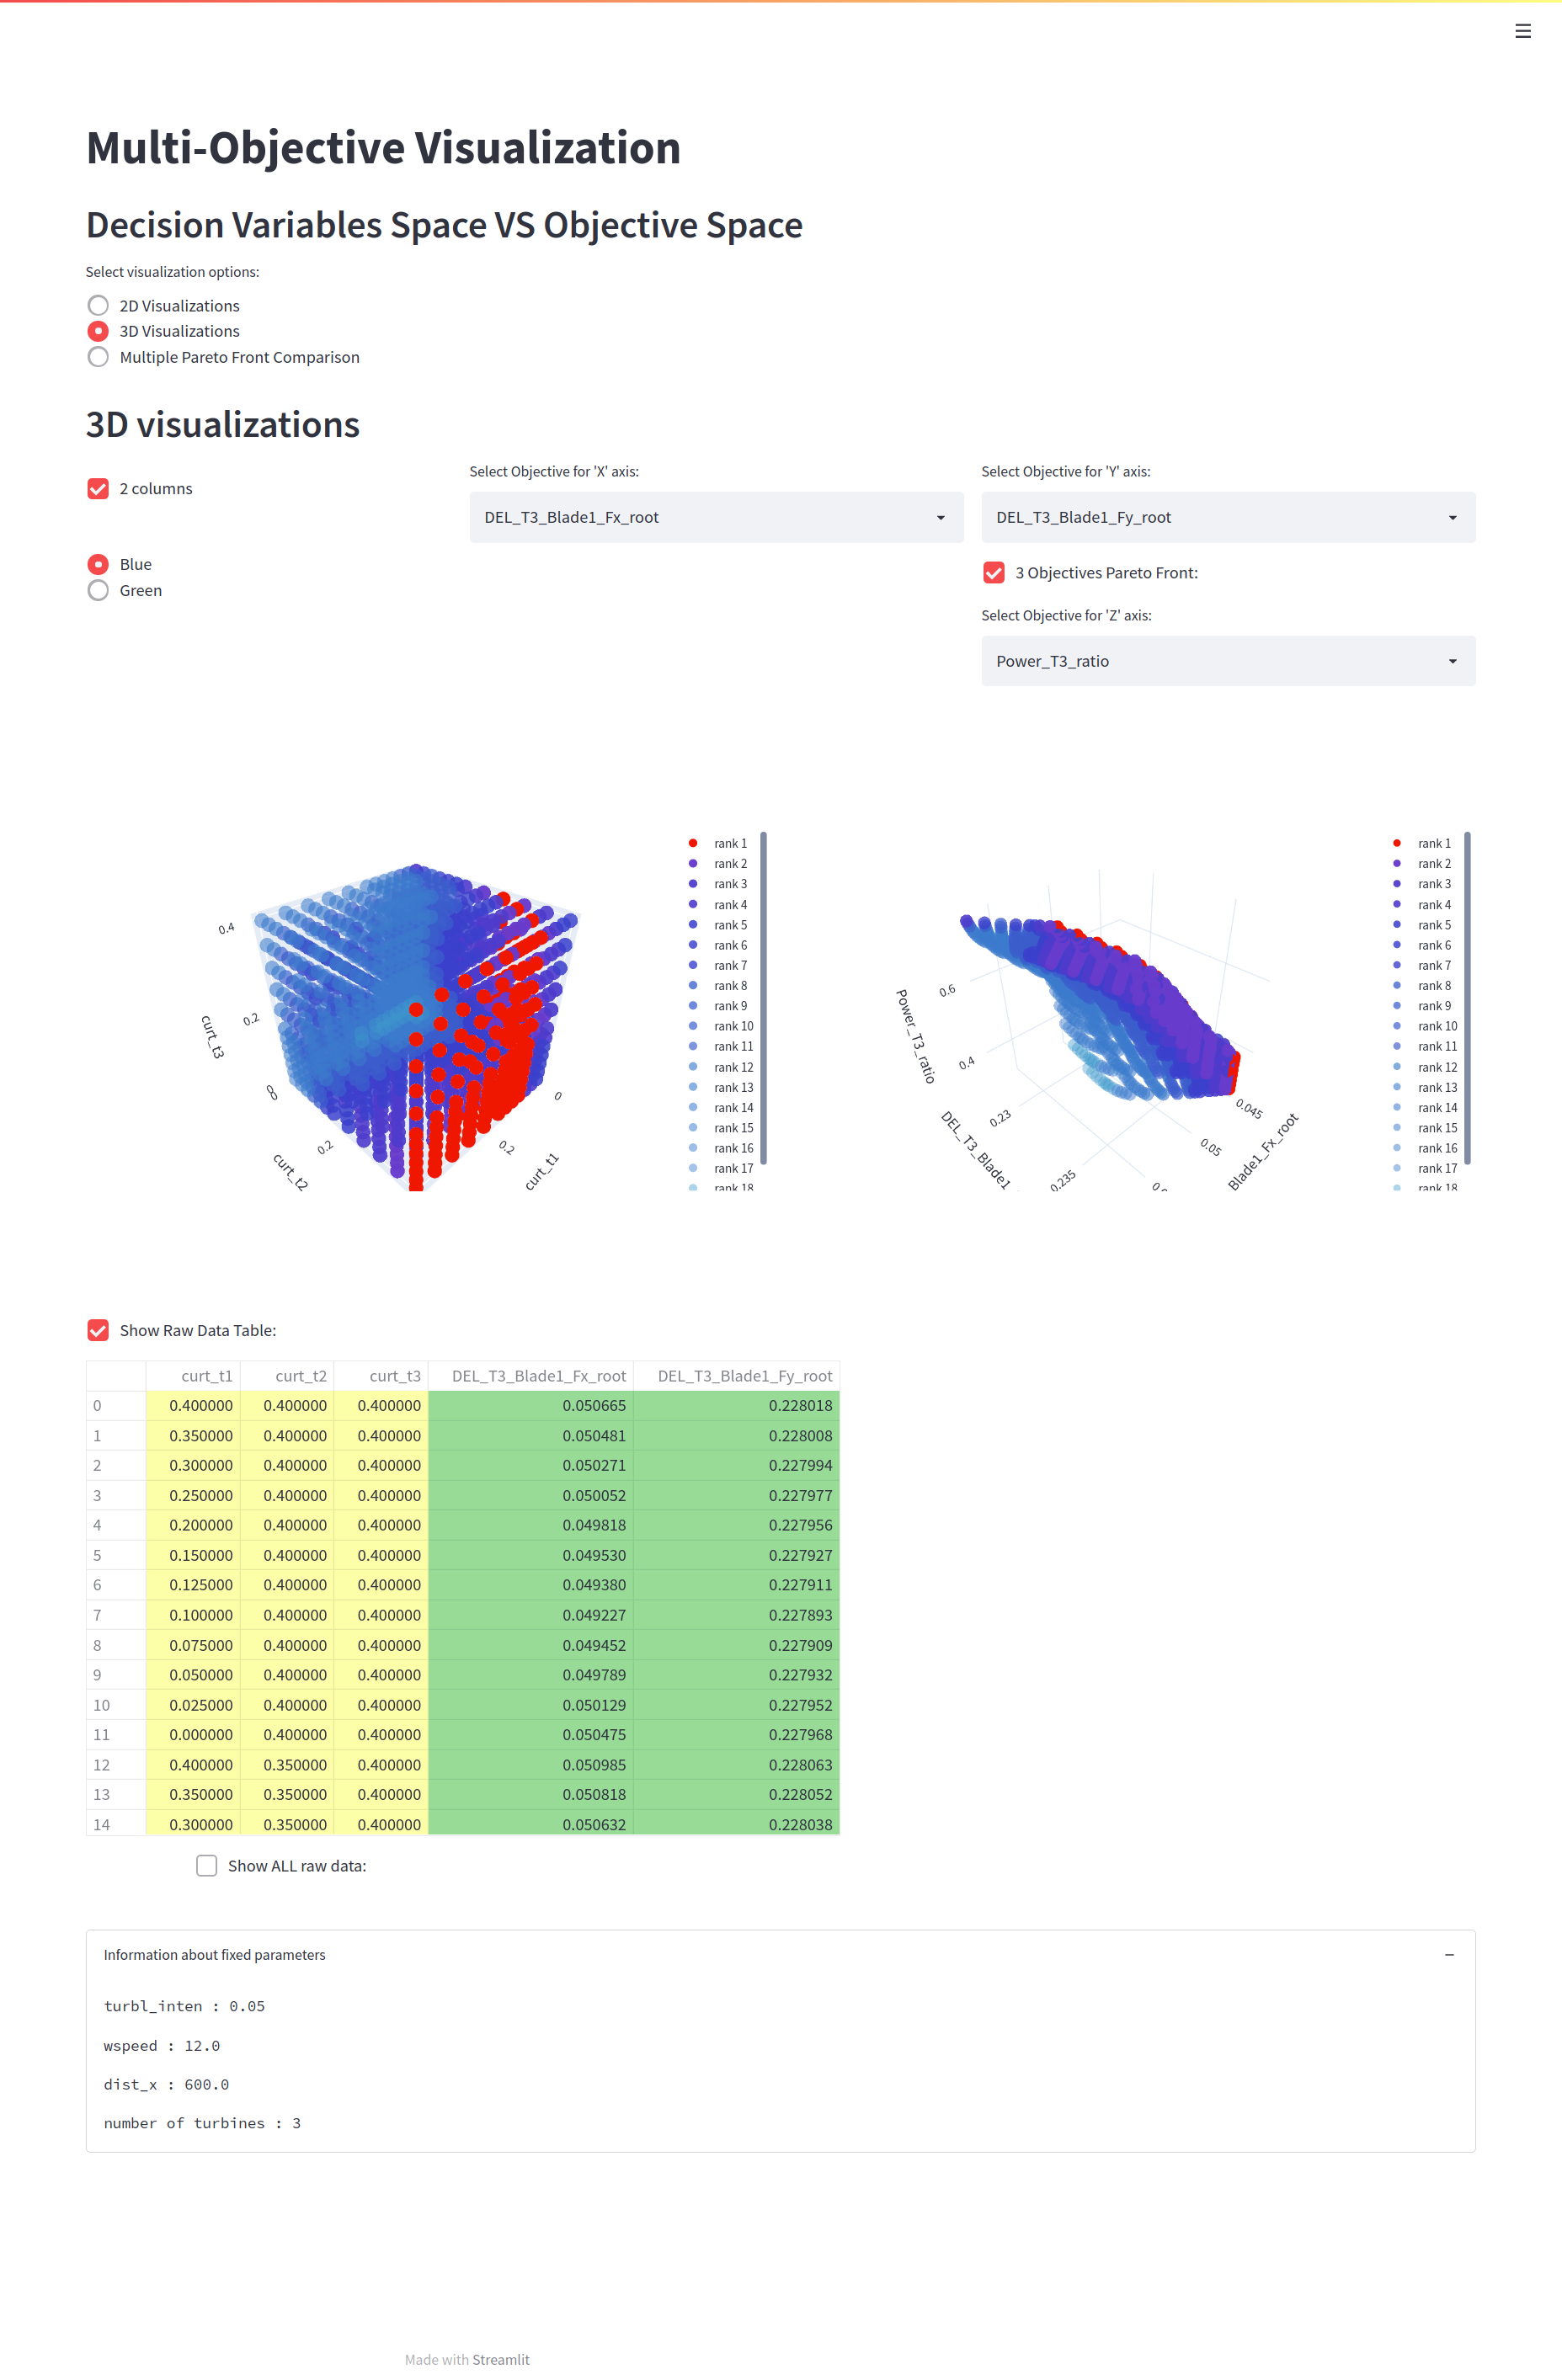 Multi-Objective Visualization
Decision Variables Space VS Objective Space
Select visualization options:
2D Visualizations
3D Visualizations
Multiple Pareto Front Comparison
3D visualizations
2 columns
Blue
Green
Select Objective for 'X' axis:
DEL_T3_Blade1_Fx_root
Select Objective for 'Y' axis:
DEL_T3_Blade1_Fy_root
3 Objectives Pareto Front:
Select Objective for 'Z' axis:
Power_T3_ratio
0.4
0.2
0
curt_t3
0
0.2
curt_t2
0
0.2
curt_t1
rank 1
rank 2
rank 3
rank 4
rank 5
rank 6
rank 7
rank 8
rank 9
rank 10
rank 11
rank 12
rank 13
rank 14
rank 15
rank 16
rank 17
rank 18
0.6
0.4
Power_T3_ratio
0.23
0.235
DEL_T3_Blade1
0.045
0.05
Blade1_Fx_root
rank 1
rank 2
rank 3
rank 4
rank 5
rank 6
rank 7
rank 8
rank 9
rank 10
rank 11
rank 12
rank 13
rank 14
rank 15
rank 16
rank 17
rank 18
Show Raw Data Table:
curt_t1 curt_t2 curt_t3 DEL_T3_Blade1_Fx_root DEL_T3_Blade1_Fy_root
0 0.400000 0.400000 0.400000 0.050665 0.228018
1 0.350000 0.400000 0.400000 0.050481 0.228008
2 0.300000 0.400000 0.400000 0.050271 0.227994
3 0.250000 0.400000 0.400000 0.050052 0.227977
4 0.200000 0.400000 0.400000 0.049818 0.227956
5 0.150000 0.400000 0.400000 0.049530 0.227927
6 0.125000 0.400000 0.400000 0.049380 0.227911
7 0.100000 0.400000 0.400000 0.049227 0.227893
8 0.075000 0.400000 0.400000 0.049452 0.227909
9 0.050000 0.400000 0.400000 0.049789 0.227932
10 0.025000 0.400000 0.400000 0.050129 0.227952
11 0.000000 0.400000 0.400000 0.050475 0.227968
12 0.400000 0.350000 0.400000 0.050985 0.228063
13 0.350000 0.350000 0.400000 0.050818 0.228052
14 0.300000 0.350000 0.400000 0.050632 0.228038
Show ALL raw data:
Information about fixed parameters
turbl_inten : 0.05
wspeed : 12.0
dist_x : 600.0
number of turbines : 3
Made with Streamlit